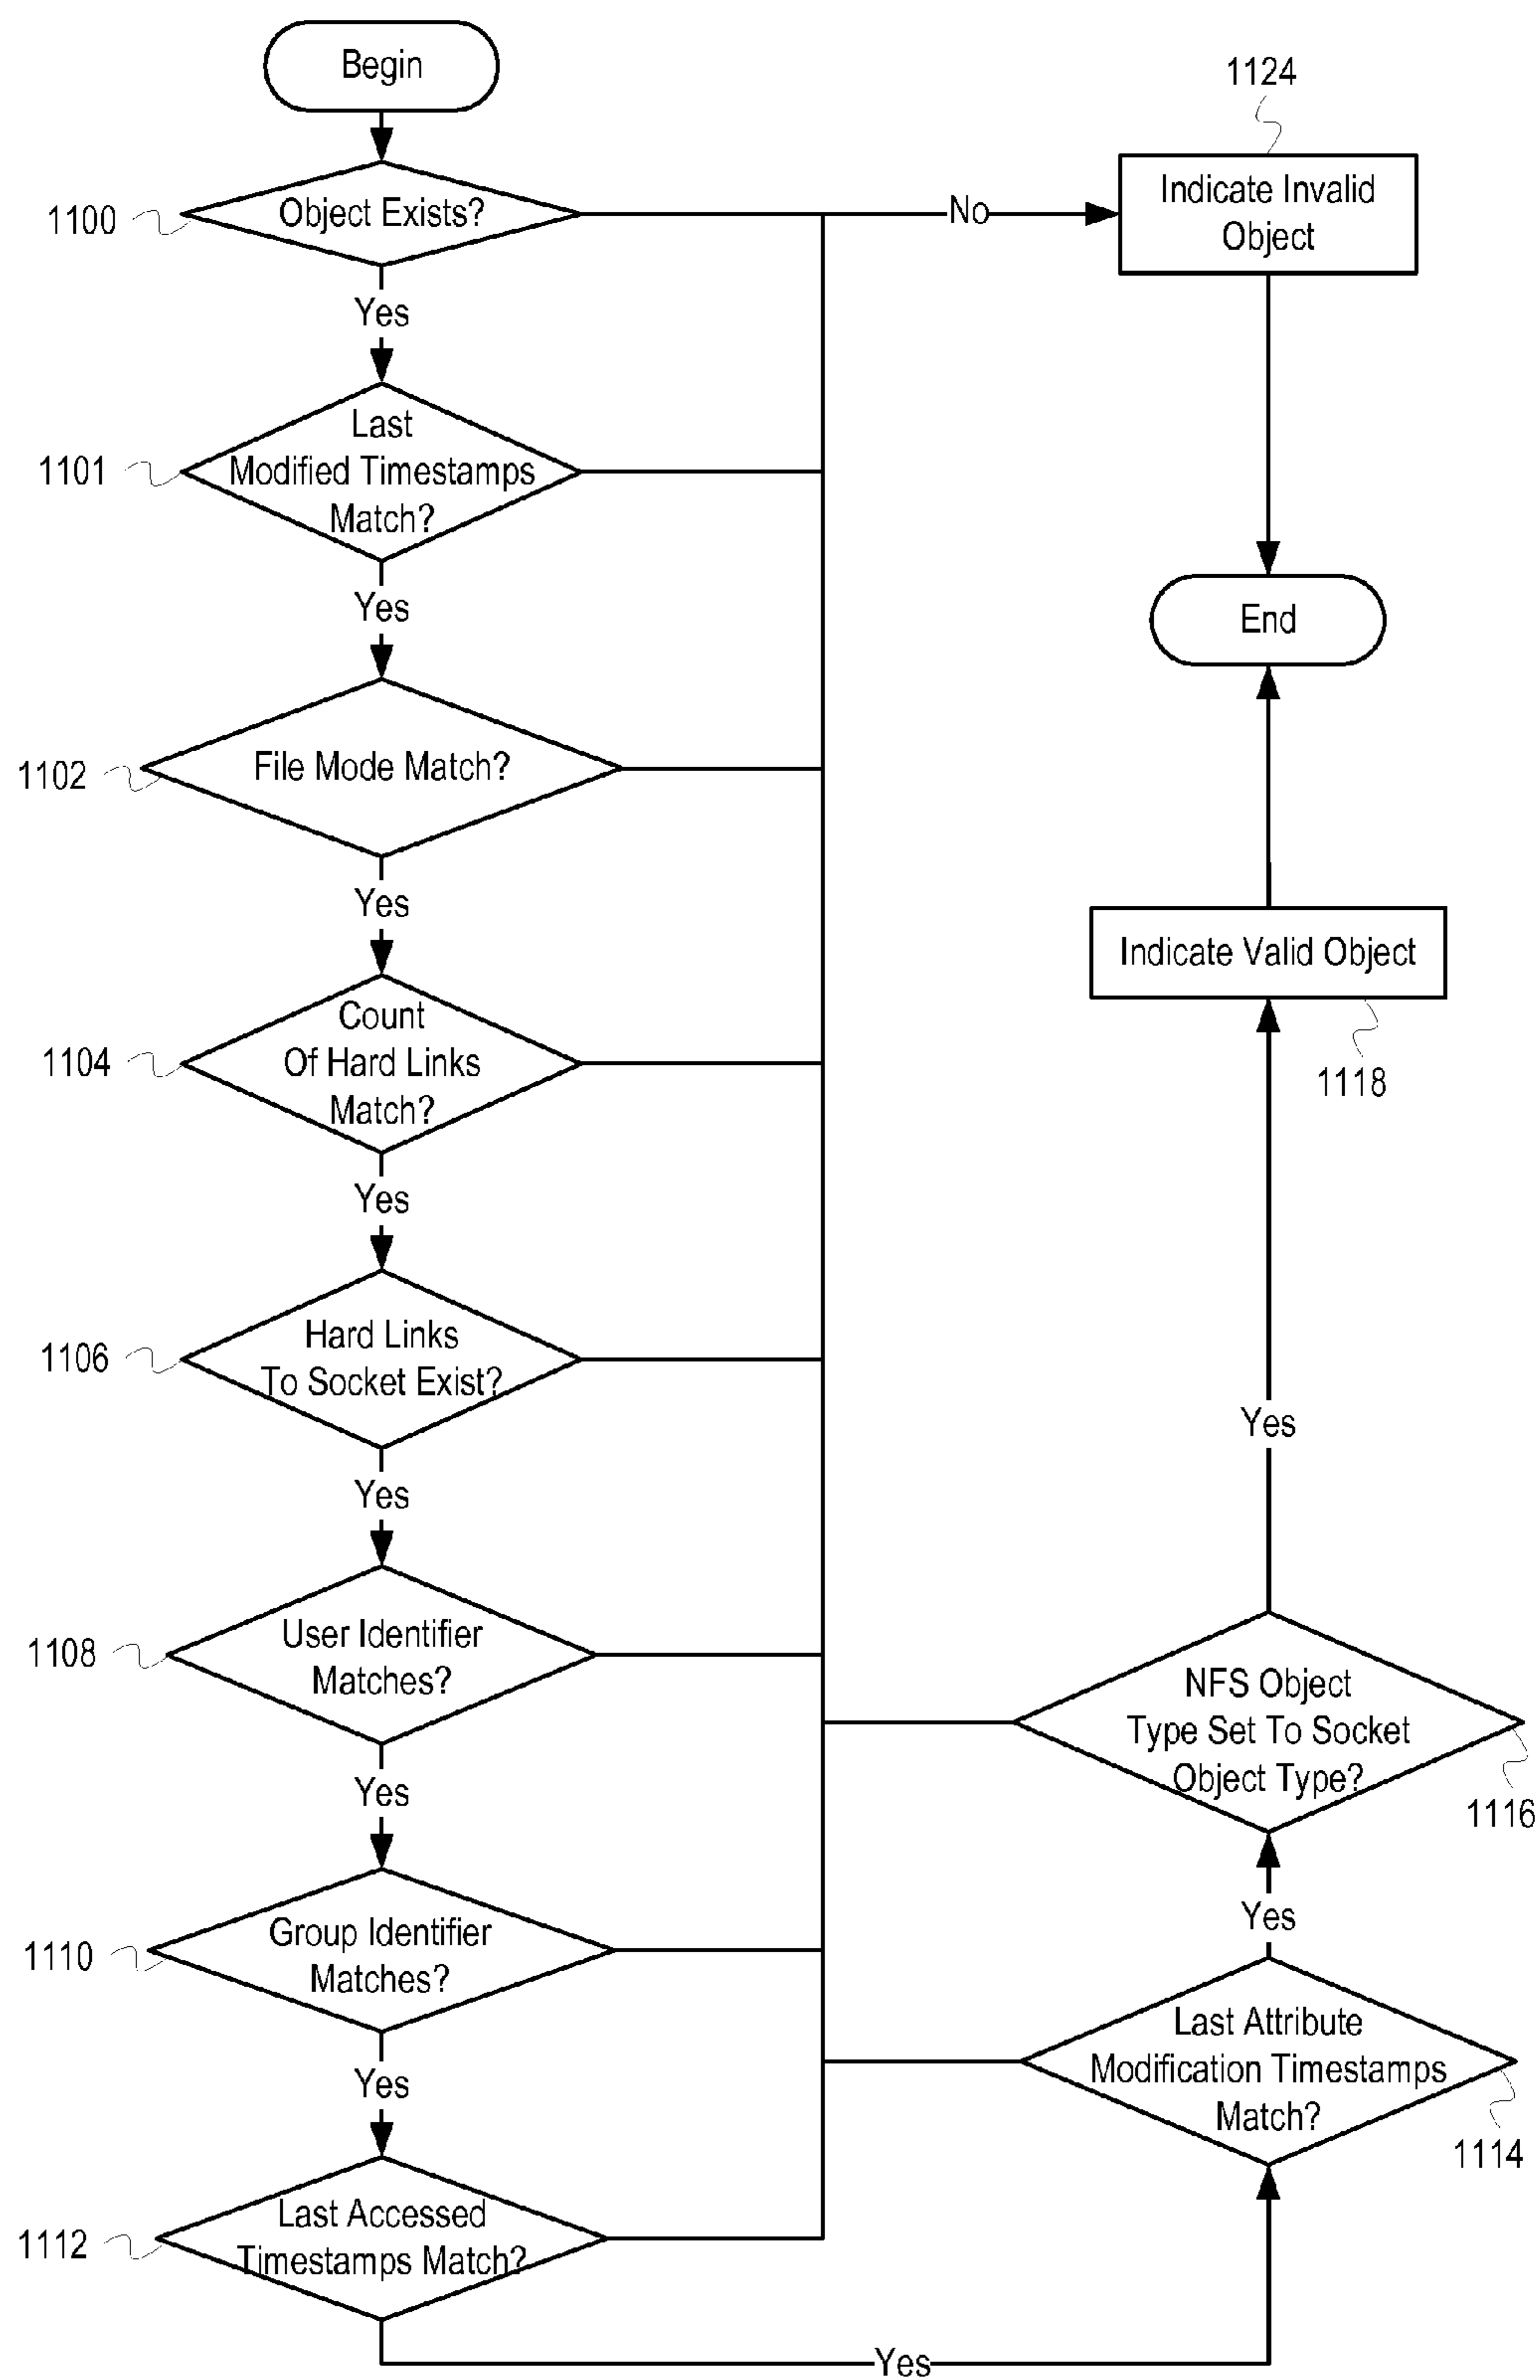 Begin
1100
Object Exists?
No
1124
Indicate Invalid
Object
Yes
1101
Last
Modified Timestamps
Match?
Yes
1102
File Mode Match?
Yes
1104
Count
Of Hard Links
Match?
Yes
1106
Hard Links
To Socket Exist?
Yes
1108
User Identifier
Matches?
Yes
1110
Group Identifier
Matches?
Yes
1112
Last Accessed
Timestamps Match?
Yes
Last Attribute
Modification Timestamps
Match?
1114
Yes
NFS Object
Type Set To Socket
Object Type?
1116
Yes
Indicate Valid Object
1118
End